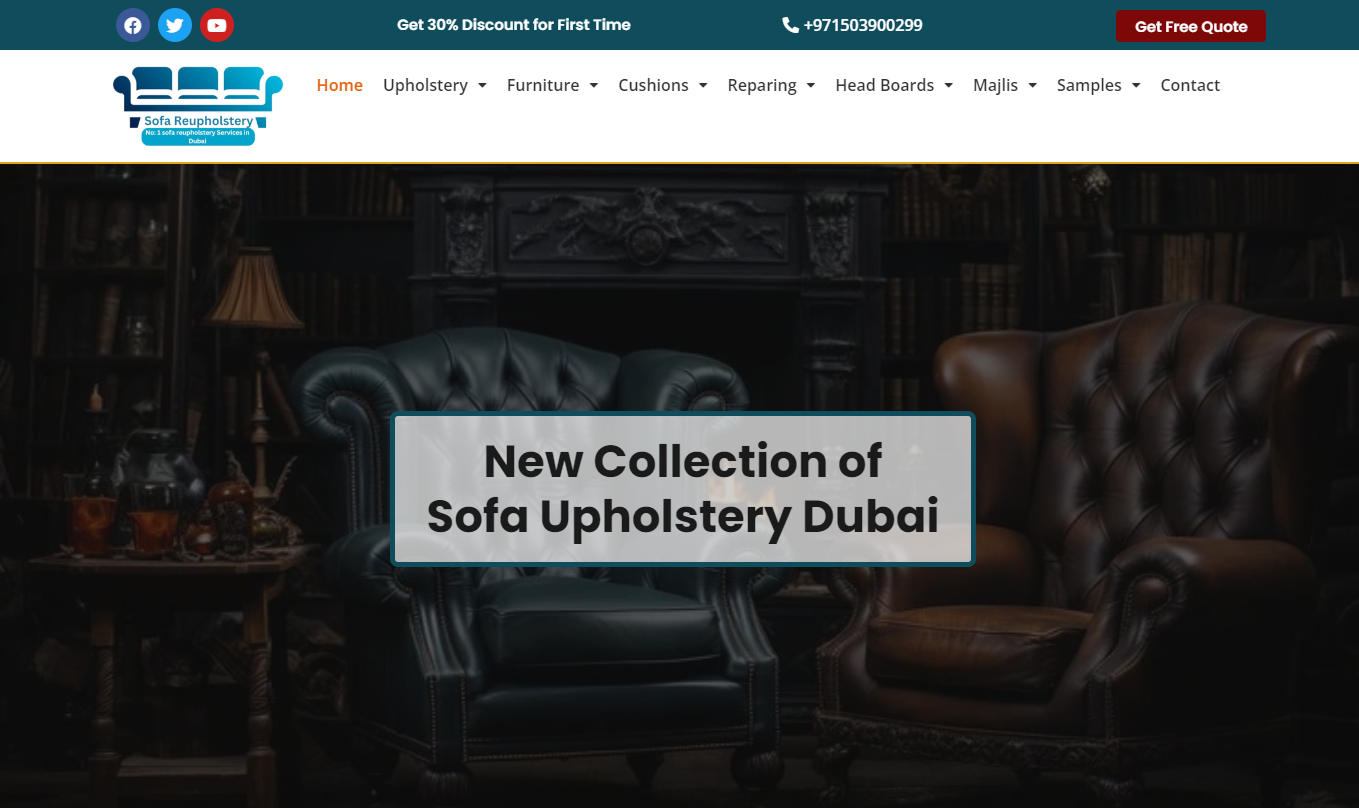 Get 30% Discount for First Time
+971503900299
Get Free Quote
Sofa Reupholstery
No: 1 sofa reupholstery Services in
Dubai
Home Upholstery Furniture Cushions Reparing Head Boards Majlis Samples Contact
New Collection of
Sofa Upholstery Dubai